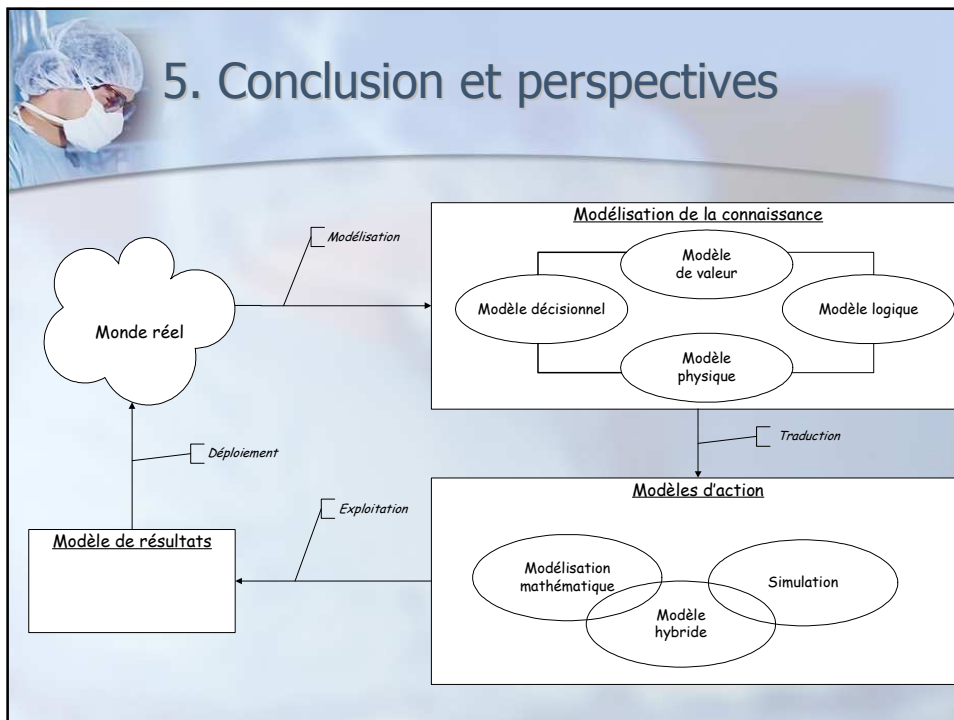 5. Conclusion et perspectives
Modélisation de la connaissance
Modélisation
Modèle
de valeur
Modèle décisionnel
Modèle logique
Monde réel
Modèle
physique
Traduction
Déploiement
Modèles d'action
Exploitation
Modèle de résultats
Modélisation
mathématique
Simulation
Modèle
hybride